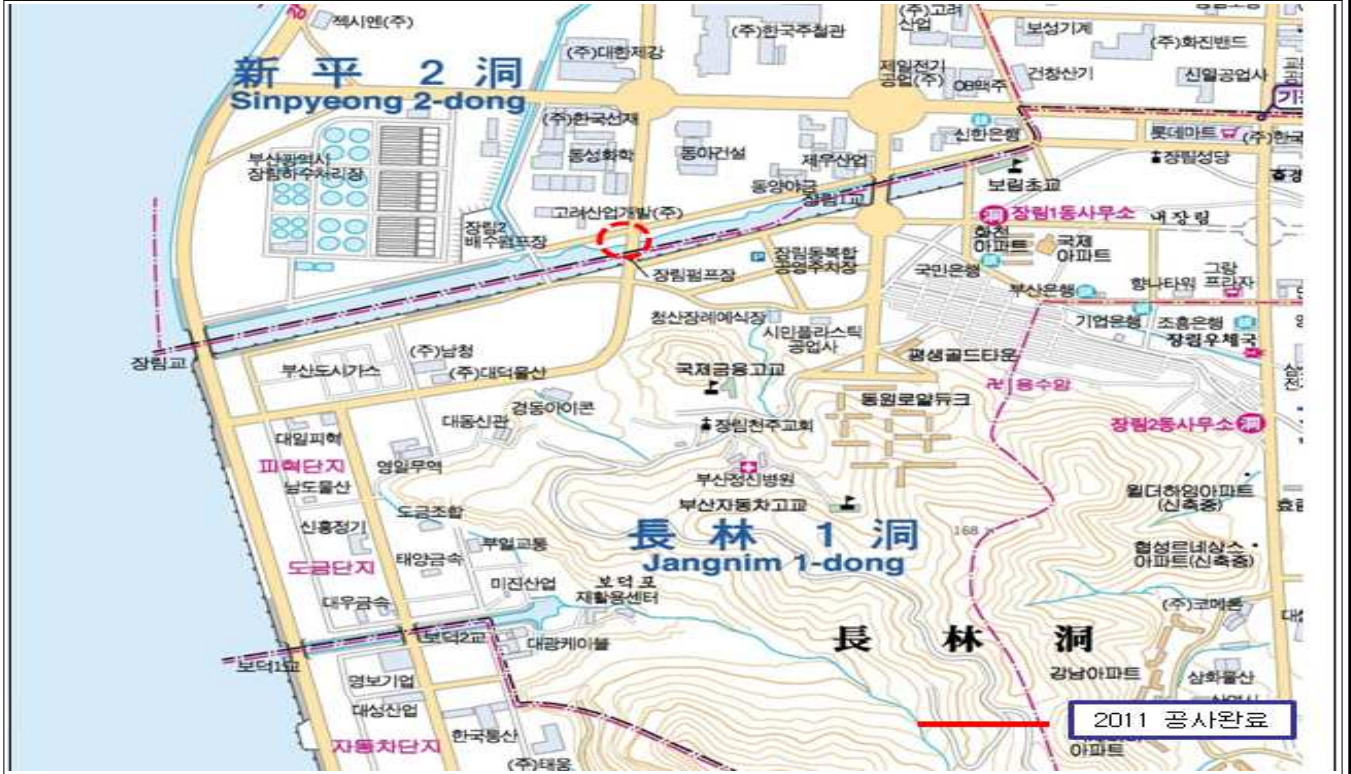 젝시엔(주)
(주)한국주철관
(주)고려
산업
보성기계
(주)화진밴드
(주)대한제강
新 平 2 洞
Sinpyeong 2-dong
제일전기
공업(주)
OB맥주
건창산기
신일공업사
(주)한국선재
신한은행
롯데마트
(주)한국
부산광역시
장림하수처리장
동성화학
동아건설
제우산업
장림성당
동양야금
장림1교
보림초교
고려산업개발(주)
장림1동사무소
내장림
장림2
배수펌프장
화천
아파트
국제
아파트
장림펌프장
장림동복합
공영주차장
국민은행
부산은행
향나타워
그랑
프라자
청산장례예식장
시민플라스틱
공업사
기업은행
조흥은행
장림우체국
장림교
(주)남청
부산도시가스
(주)대덕물산
국제금융고교
평생골드타운
용수암
경동아이콘
동원로얄듀크
대동신관
장림천주교회
장림2동사무소
대일피혁
피혁단지
영일무역
부산정신병원
남도물산
부산자동차고교
윌더하임아파트
(신축중)
효림
도금조합
신흥정기
長 林 1 洞
Jangnim 1-dong
168
부일교통
협성르네상스
아파트(신축중)
도금단지
태양금속
미진산업
보덕포
재활용센터
대우금속
(주)코메론
보덕2교
대광케이블
長 林 洞
보덕1교
강남아파트
삼화물산
명보기업
대성산업
2011 공사완료
자동차단지
한국통산
아파트
(주)태웅